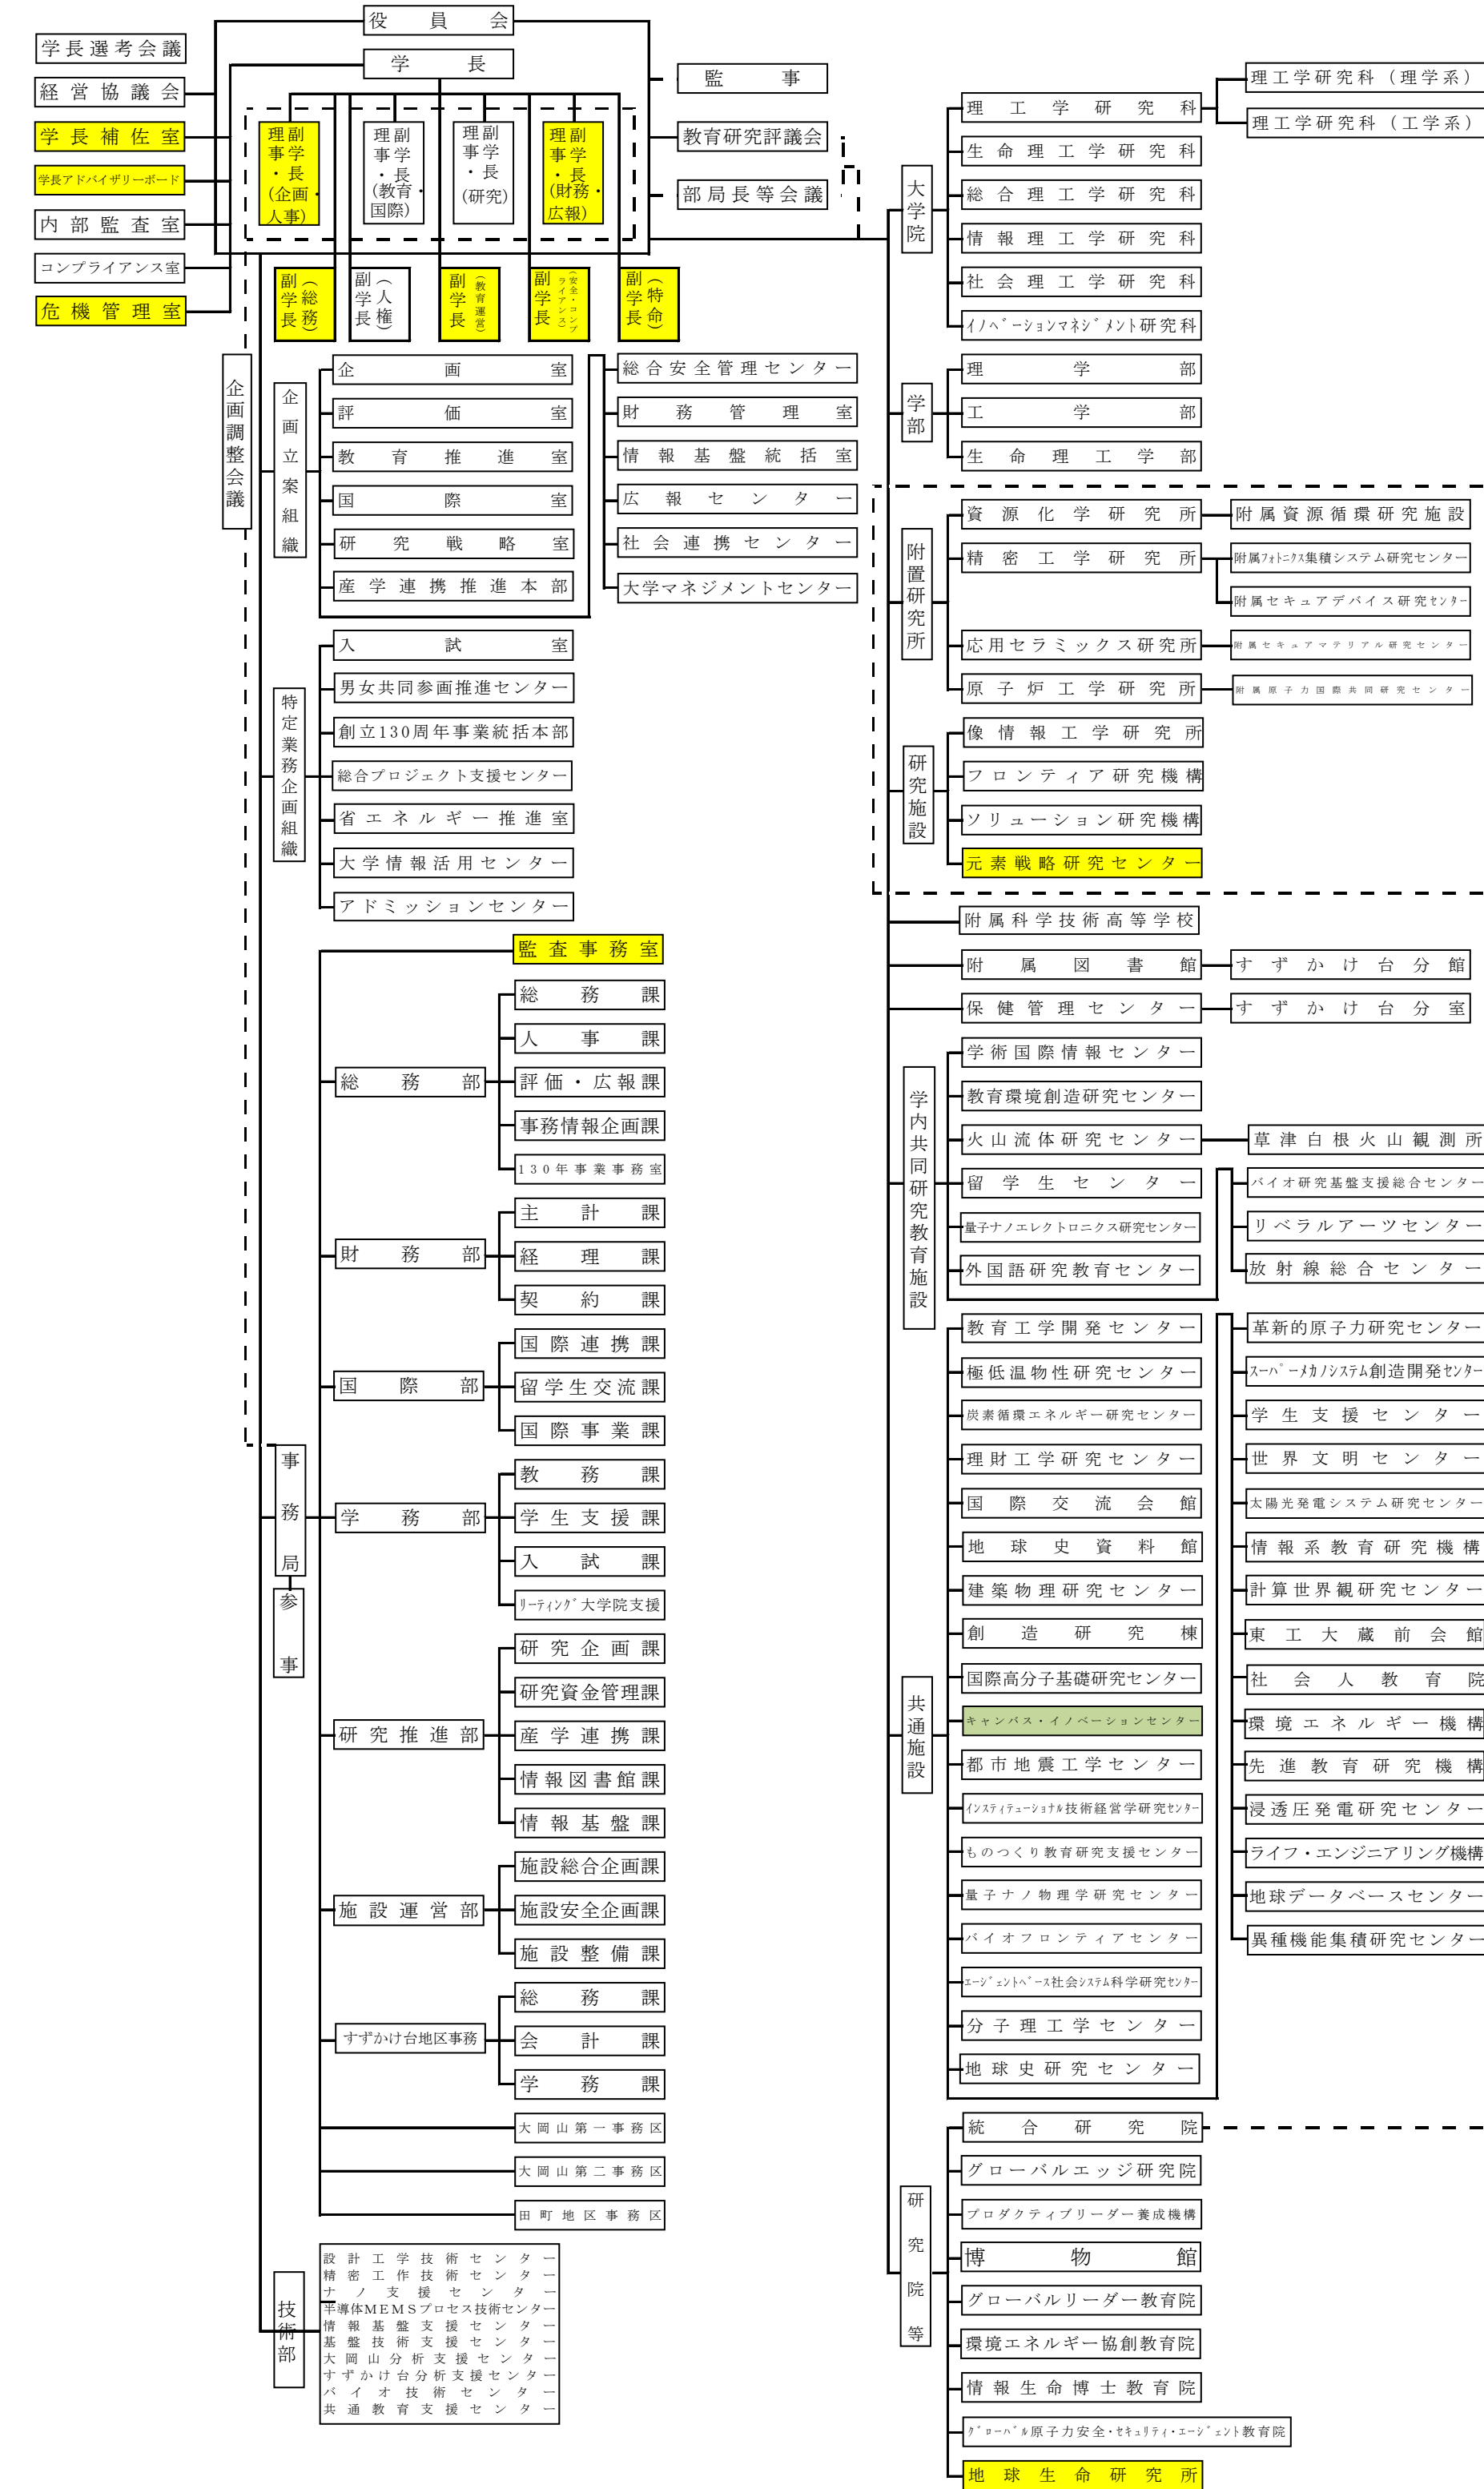 役員会
学長
学長選考会議
経営協議会
学長補佐室
学長アドバイザリーボード
内部監査室
コンプライアンス室
危機管理室
監事
教育研究評議会
部局長等会議
理事・副学長(企画・人事)
理事・副学長(教育・国際)
理事・副学長(研究)
理事・副学長(財務・広報)
副学長(総務)
副学長(人権)
副学長(教育運営)
副学長(安全・コンプライアンス)
副学長(特命)
企画調整会議
企画立案組織
企画室
評価室
教育推進室
国際室
研究戦略室
産学連携推進本部
総合安全管理センター
財務管理室
情報基盤統括室
広報センター
社会連携センター
大学マネジメントセンター
特定業務企画組織
入試室
男女共同参画推進センター
創立130周年事業統括本部
総合プロジェクト支援センター
省エネルギー推進室
大学情報活用センター
アドミッションセンター
事務局
参事
監査事務室
総務部
総務課
人事課
評価・広報課
事務情報企画課
130年事業事務室
財務部
主計課
経理課
契約課
国際部
国際連携課
留学生交流課
国際事業課
学務部
教務課
学生支援課
入試課
リーディング大学院支援
研究推進部
研究企画課
研究資金管理課
産学連携課
情報図書館課
情報基盤課
施設運営部
施設総合企画課
施設安全企画課
施設整備課
すずかけ台地区事務
総務課
会計課
学務課
大岡山第一事務区
大岡山第二事務区
田町地区事務区
技術部
設計工学技術センター
精密工作技術センター
ナノ支援センター
半導体MEMSプロセス技術センター
情報基盤支援センター
基盤技術支援センター
大岡山分析支援センター
すずかけ台分析支援センター
バイオ技術センター
共通教育支援センター
大学院
理工学研究科
理工学研究科（理学系）
理工学研究科（工学系）
生命理工学研究科
総合理工学研究科
情報理工学研究科
社会理工学研究科
イノベーションマネジメント研究科
学部
理学部
工学部
生命理工学部
附置研究所
資源化学研究所
附属資源循環研究施設
精密工学研究所
附属フォトニクス集積システム研究センター
附属セキュアデバイス研究センター
応用セラミックス研究所
附属セキュアマテリアル研究センター
原子炉工学研究所
附属原子力国際共同研究センター
研究施設
像情報工学研究所
フロンティア研究機構
ソリューション研究機構
元素戦略研究センター
附属科学技術高等学校
附属図書館
すずかけ台分館
保健管理センター
すずかけ台分室
学内共同研究教育施設
学術国際情報センター
教育環境創造研究センター
火山流体研究センター
草津白根火山観測所
留学生センター
量子ナノエレクトロニクス研究センター
外国語研究教育センター
バイオ研究基盤支援総合センター
リベラルアーツセンター
放射線総合センター
共通施設
教育工学開発センター
極低温物性研究センター
炭素循環エネルギー研究センター
理財工学研究センター
国際交流会館
地球史資料館
建築物理研究センター
創造研究棟
国際高分子基礎研究センター
キャンパス・イノベーションセンター
都市地震工学センター
インスティテューショナル技術経営学研究センター
ものつくり教育研究支援センター
量子ナノ物理学研究センター
バイオフロンティアセンター
エージェントベース社会システム科学研究センター
分子理工学センター
地球史研究センター
革新的原子力研究センター
スーパーメカノシステム創造開発センター
学生支援センター
世界文明センター
太陽光発電システム研究センター
情報系教育研究機構
計算世界観研究センター
東工大蔵前会館
社会人教育院
環境エネルギー機構
先進教育研究機構
浸透圧発電研究センター
ライフ・エンジニアリング機構
地球データベースセンター
異種機能集積研究センター
研究院等
統合研究院
グローバルエッジ研究院
プロダクティブリーダー養成機構
博物館
グローバルリーダー教育院
環境エネルギー協創教育院
情報生命博士教育院
グローバル原子力安全・セキュリティ・エージェント教育院
地球生命研究所